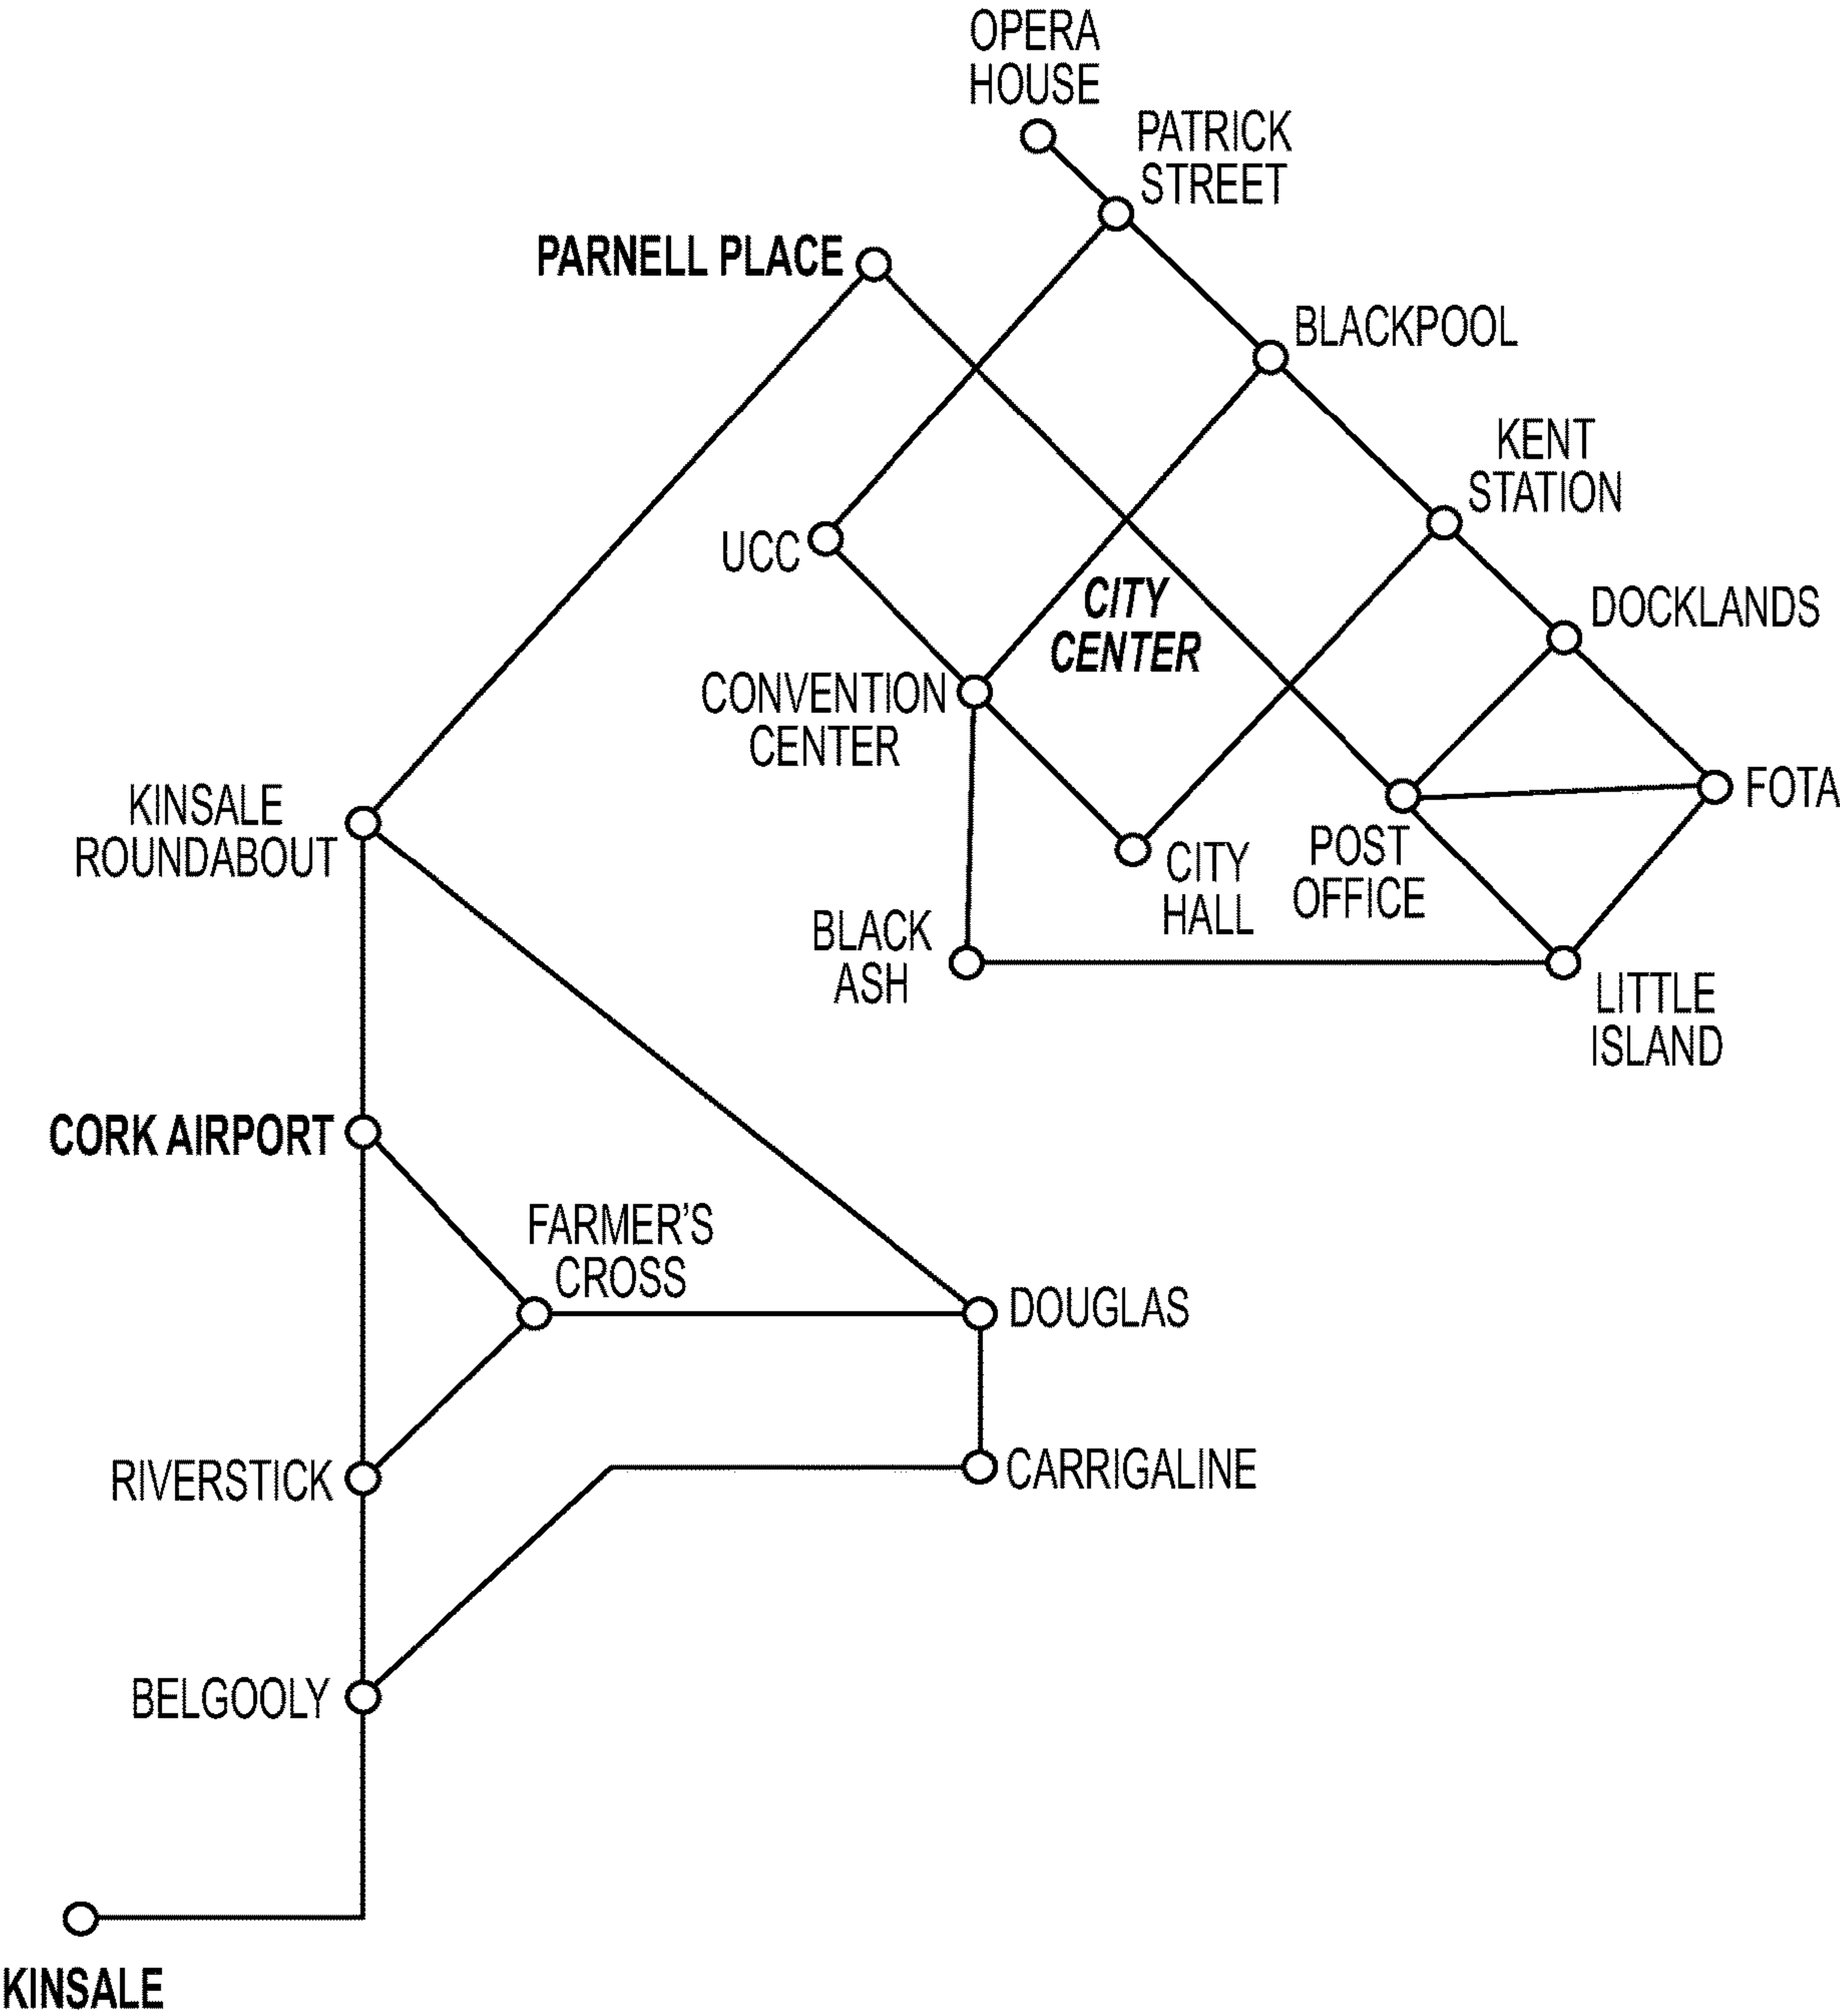 OPERA
HOUSE
PATRICK
STREET
PARNELL PLACE
BLACKPOOL
KENT
STATION
UCC
CITY
CENTER
DOCKLANDS
CONVENTION
CENTER
FOTA
KINSALE
ROUNDABOUT
POST
OFFICE
CITY
HALL
BLACK
ASH
LITTLE
ISLAND
CORK AIRPORT
FARMER'S
CROSS
DOUGLAS
RIVERSTICK
CARRIGALINE
BELGOOLY
KINSALE